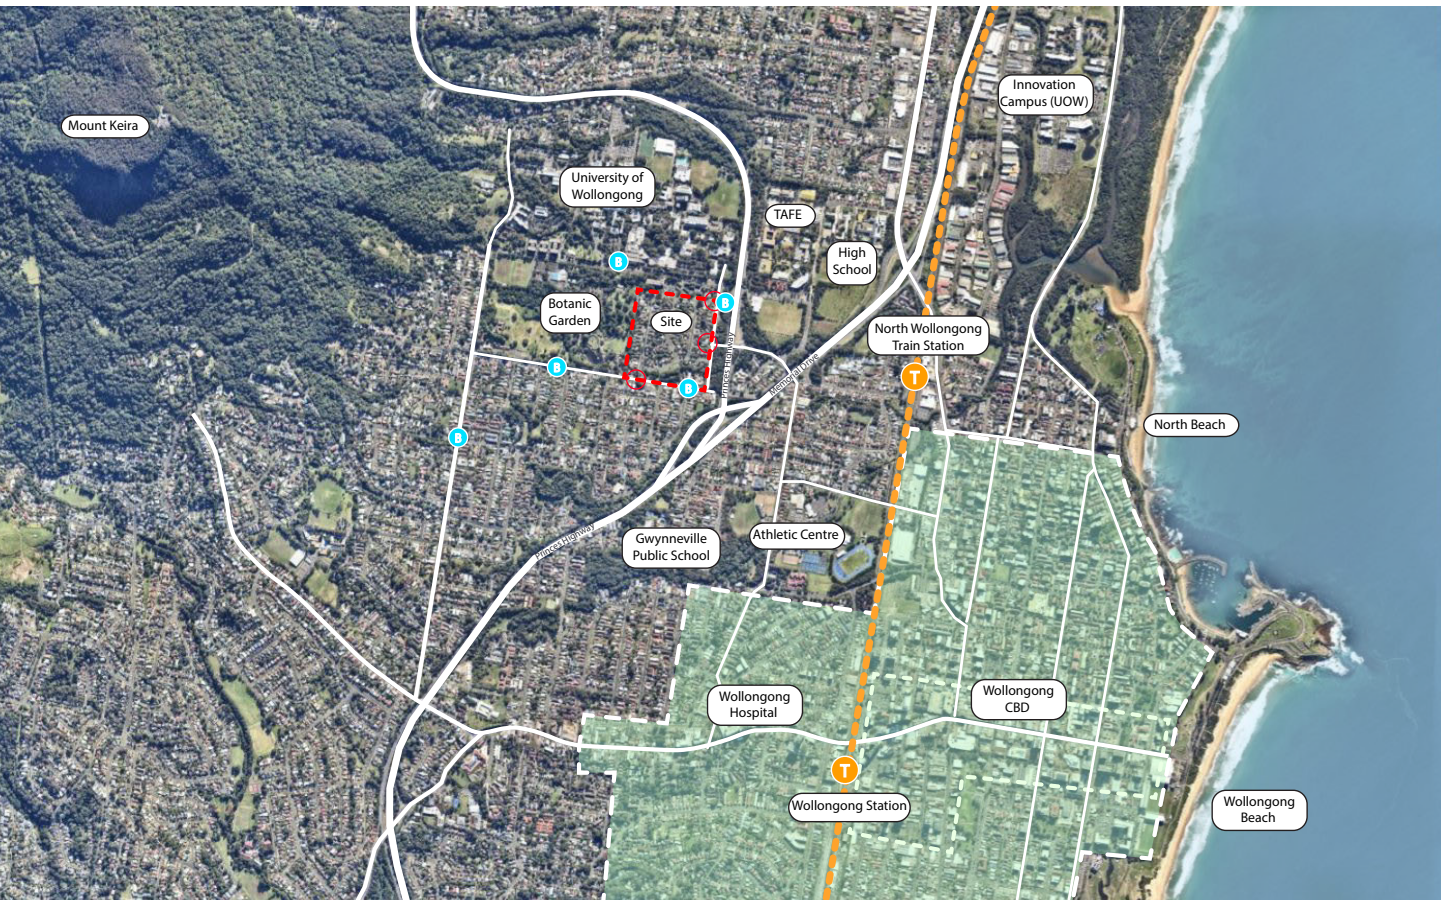 Innovation
Campus (UOW)
Mount Keira
University of
Wollongong
TAFE
High
School
B
Botanic
Garden
B
Site
North Wollongong
Train Station
Princes Highway
Memorial Drive
B
T
B
North Beach
B
Princes Highway
Gwynneville
Public School
Athletic Centre
Wollongong
Hospital
Wollongong
CBD
T
Wollongong Station
Wollongong
Beach